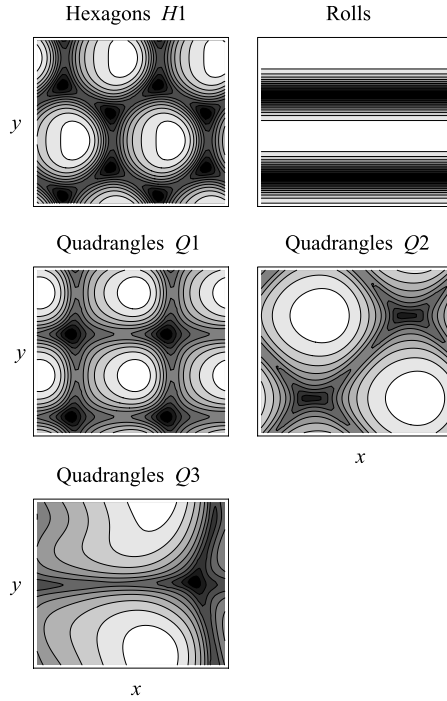 Hexagons H1
Rolls
y
Quadrangles Q1
Quadrangles Q2
y
x
Quadrangles Q3
y
x